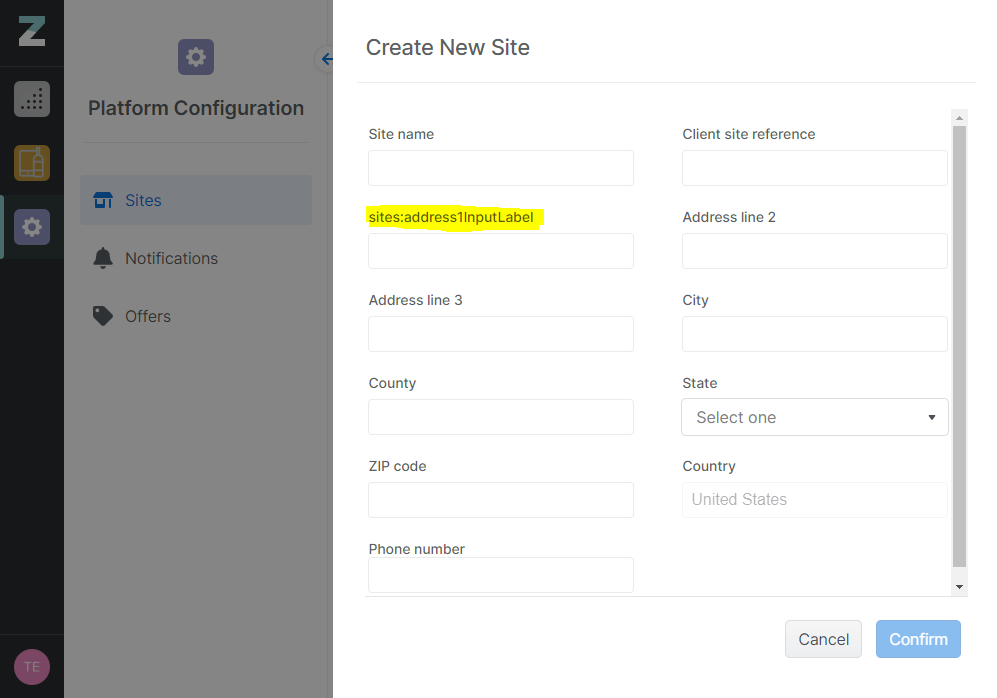 Z
Platform Configuration
Sites
Notifications
Offers
TE
Create New Site
Site name
Client site reference
sites:address1InputLabel
Address line 2
Address line 3
City
County
State
Select one
ZIP code
Country
United States
Phone number
Cancel
Confirm